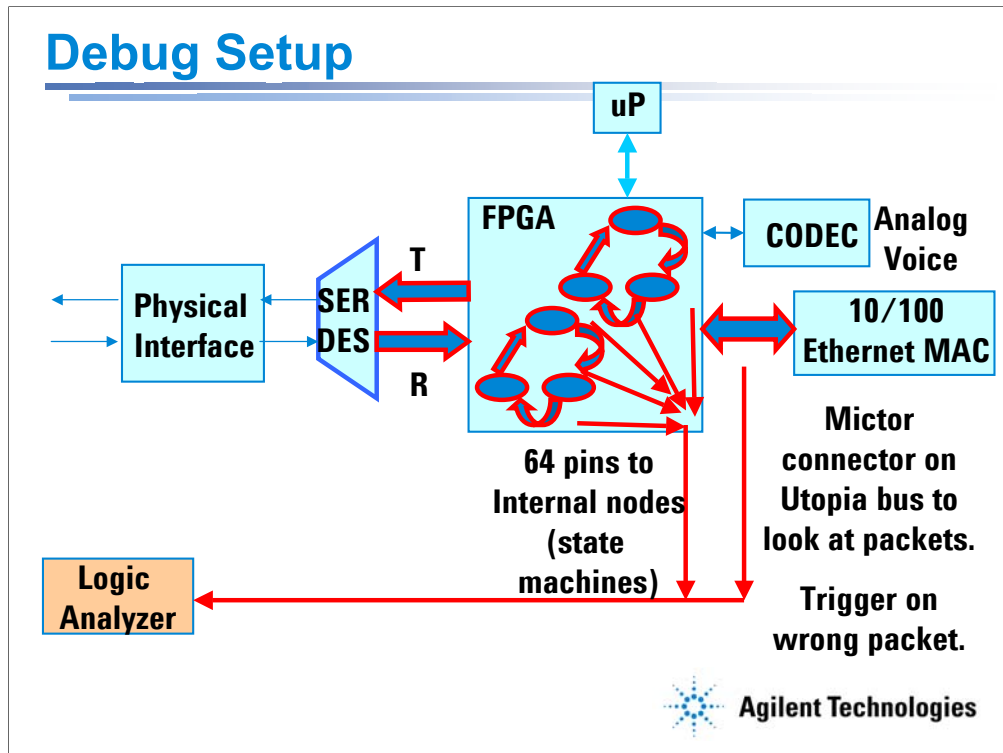 Debug Setup
uP
FPGA
CODEC
Analog
Voice
T
Physical
Interface
SER
DES
R
10/100
Ethernet MAC
64 pins to
Internal nodes
(state
machines)
Mictor
connector on
Utopia bus to
look at packets.
Trigger on
wrong packet.
Logic
Analyzer
Agilent Technologies